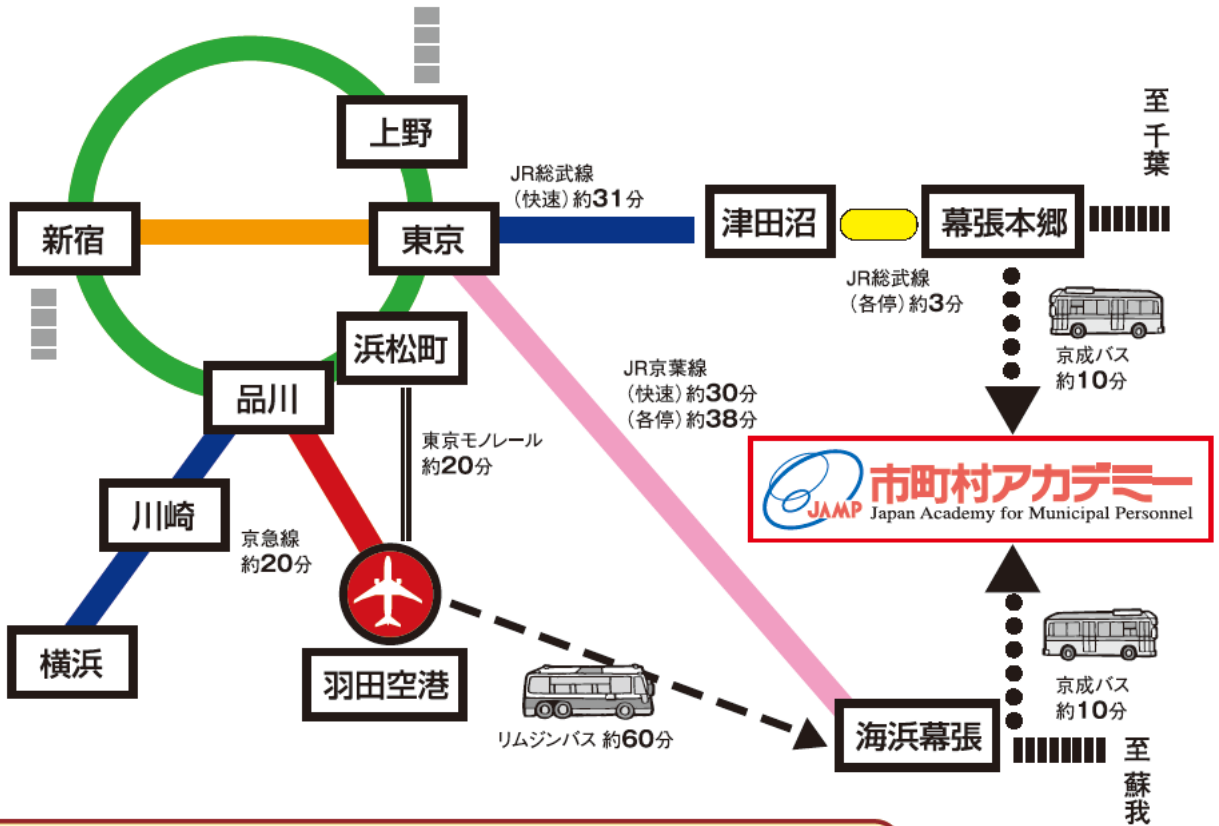 上野
至千葉
JR総武線
（快速）約31分
新宿
東京
津田沼
幕張本郷
JR総武線
（各停）約3分
浜松町
京成バス
約10分
JR京葉線
（快速）約30分
（各停）約38分
品川
東京モノレール
約20分
市町村アカデミー
JAMP
Japan Academy for Municipal Personnel
川崎
京急線
約20分
横浜
羽田空港
リムジンバス 約60分
京成バス
約10分
海浜幕張
至蘇我